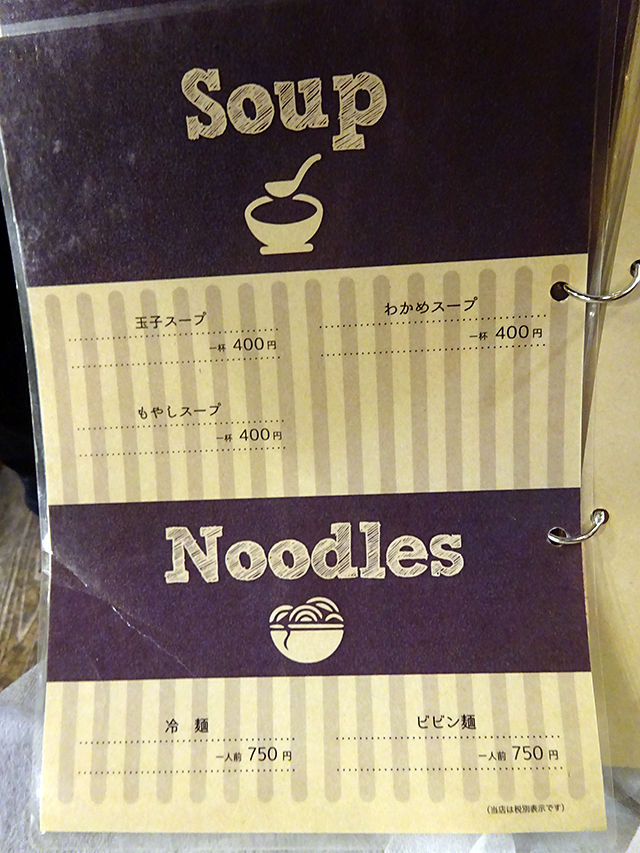 Soup
玉子スープ
一杯 400円
わかめスープ
一杯 400円
もやしスープ
一杯 400円
Noodles
冷 麺
一人前 750円
ビビン麺
一人前 750円
(当店は税別表示です)